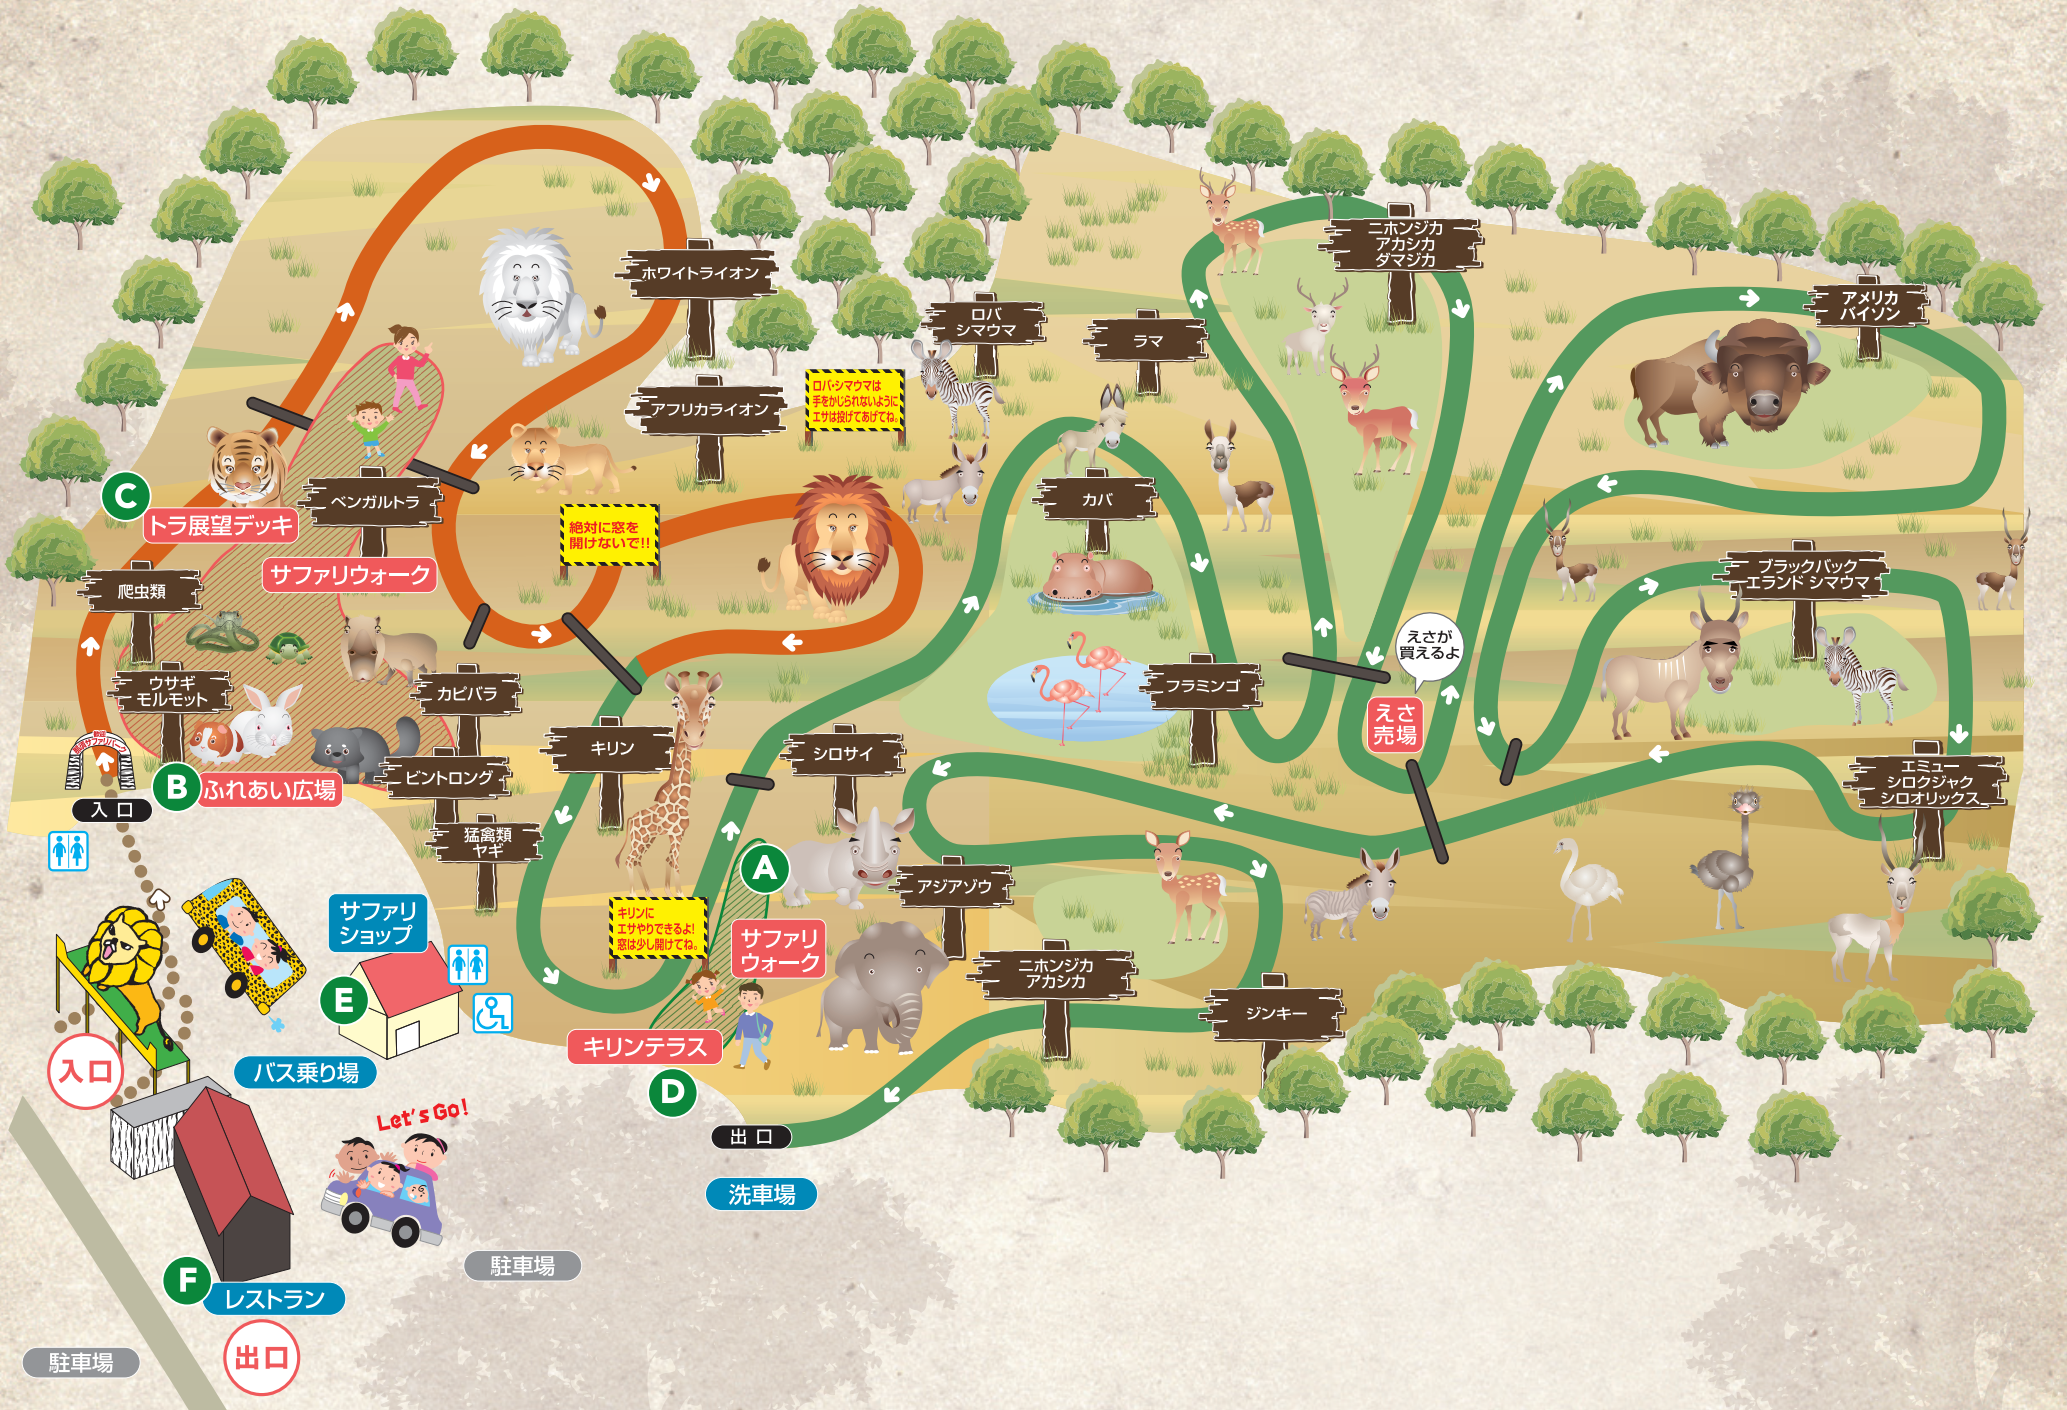 ホワイトライオン
アフリカライオン
ロバ
シマウマ
ラマ
ニホンジカ
アカシカ
ダマジカ
アメリカ
バイソン
ロバ・シマウマは
手をかじられないように
エサは投げてあげてね。
C
トラ展望デッキ
ベンガルトラ
サファリウォーク
絶対に窓を
開けないで!!
カバ
ブラックバック
エランド シマウマ
爬虫類
ウサギ
モルモット
カピバラ
ビントロング
猛禽類
ヤギ
B
ふれあい広場
入口
キリン
シロサイ
フラミンゴ
えさが
買えるよ
えさ
売場
エミュー
シロクジャク
シロオリックス
A
サファリ
ウォーク
キリンに
エサやりできるよ!
窓は少し開けてね。
アジアゾウ
ニホンジカ
アカシカ
ジンキー
キリンテラス
D
出口
洗車場
サファリ
ショップ
E
バス乗り場
入口
Let's Go!
F
レストラン
出口
駐車場
駐車場